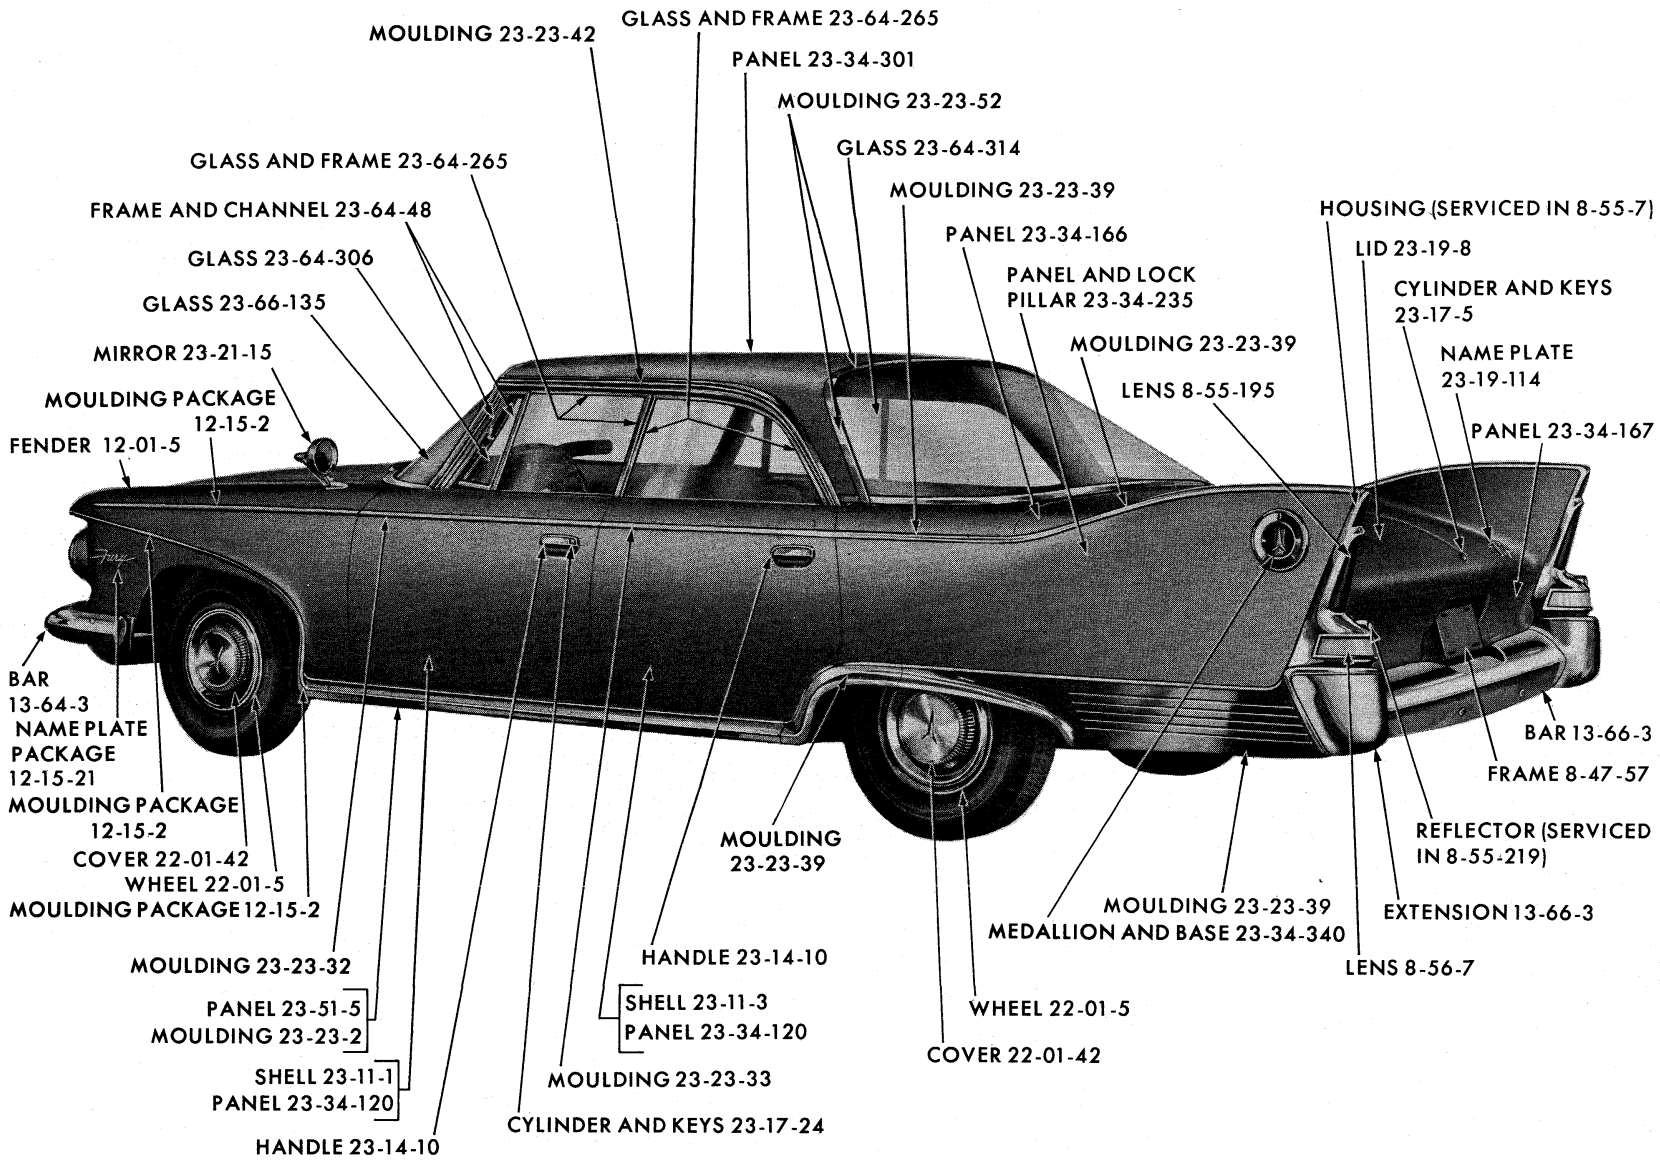 GLASS AND FRAME 23-64-265
MOULDING 23-23-42
PANEL 23-34-301
MOULDING 23-23-52
GLASS 23-64-314
GLASS AND FRAME 23-64-265
MOULDING 23-23-39
FRAME AND CHANNEL 23-64-48
HOUSING (SERVICED IN 8-55-7)
PANEL 23-34-166
LID 23-19-8
GLASS 23-64-306
PANEL AND LOCK
PILLAR 23-34-235
CYLINDER AND KEYS
23-17-5
GLASS 23-66-135
MOULDING 23-23-39
MIRROR 23-21-15
NAME PLATE
23-19-114
LENS 8-55-195
MOULDING PACKAGE
12-15-2
PANEL 23-34-167
FENDER 12-01-5
Fury
BAR
13-64-3
NAME PLATE
PACKAGE
12-15-21
MOULDING PACKAGE
12-15-2
COVER 22-01-42
WHEEL 22-01-5
MOULDING PACKAGE 12-15-2
BAR 13-66-3
FRAME 8-47-57
REFLECTOR (SERVICED
IN 8-55-219)
MOULDING
23-23-39
MOULDING 23-23-39
EXTENSION 13-66-3
MEDALLION AND BASE 23-34-340
LENS 8-56-7
MOULDING 23-23-32
HANDLE 23-14-10
PANEL 23-51-5
MOULDING 23-23-2
SHELL 23-11-3
PANEL 23-34-120
WHEEL 22-01-5
COVER 22-01-42
SHELL 23-11-1
PANEL 23-34-120
MOULDING 23-23-33
CYLINDER AND KEYS 23-17-24
HANDLE 23-14-10